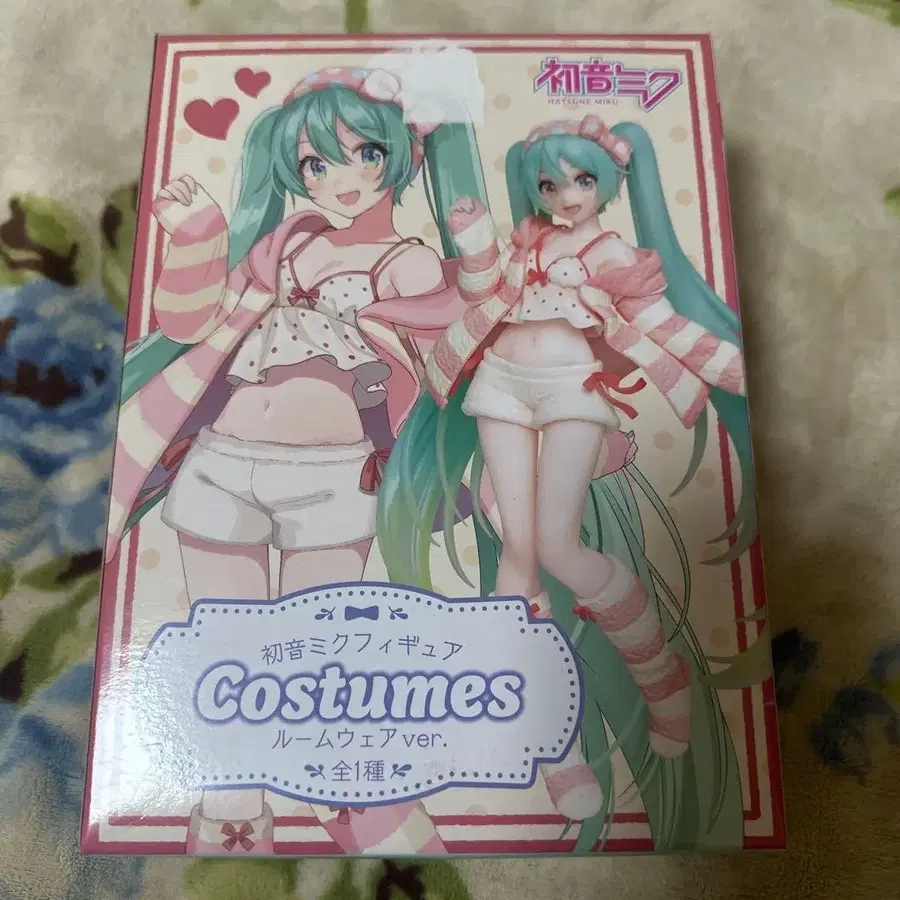 初音ミク
HATSUNE MIKU
初音ミクフィギュア
Costumes
ルームウェアver.
全1種